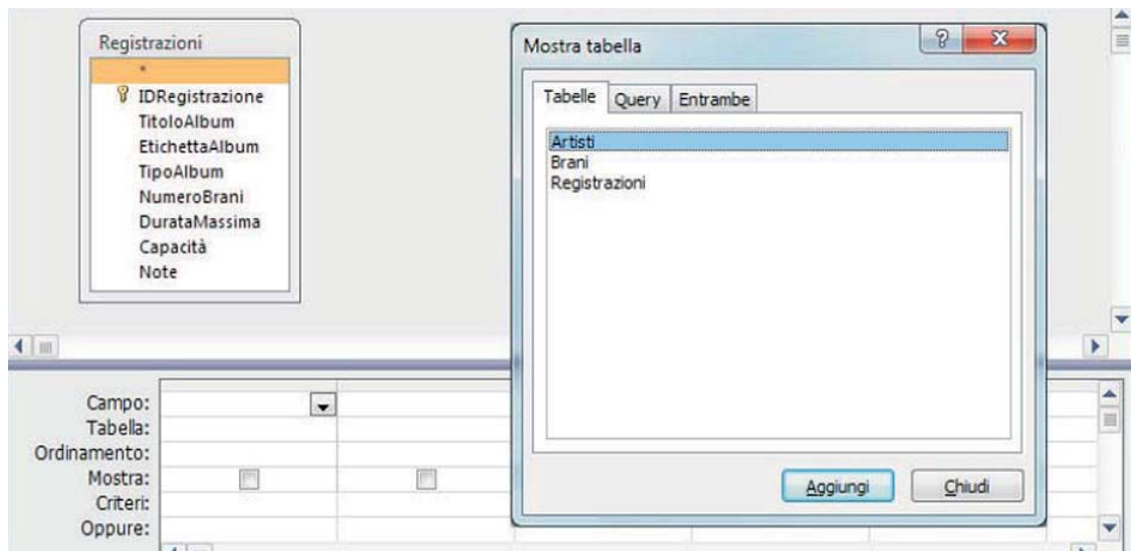 Registrazioni
*
IDRegistrazione
TitoloAlbum
EtichettaAlbum
TipoAlbum
NumeroBrani
DurataMassima
Capacità
Note
Mostra tabella
?
Tabelle Query Entrambe
Artisti
Brani
Registrazioni
Aggiungi Chiudi
Campo:
Tabella:
Ordinamento:
Mostra:
Criteri:
Oppure: